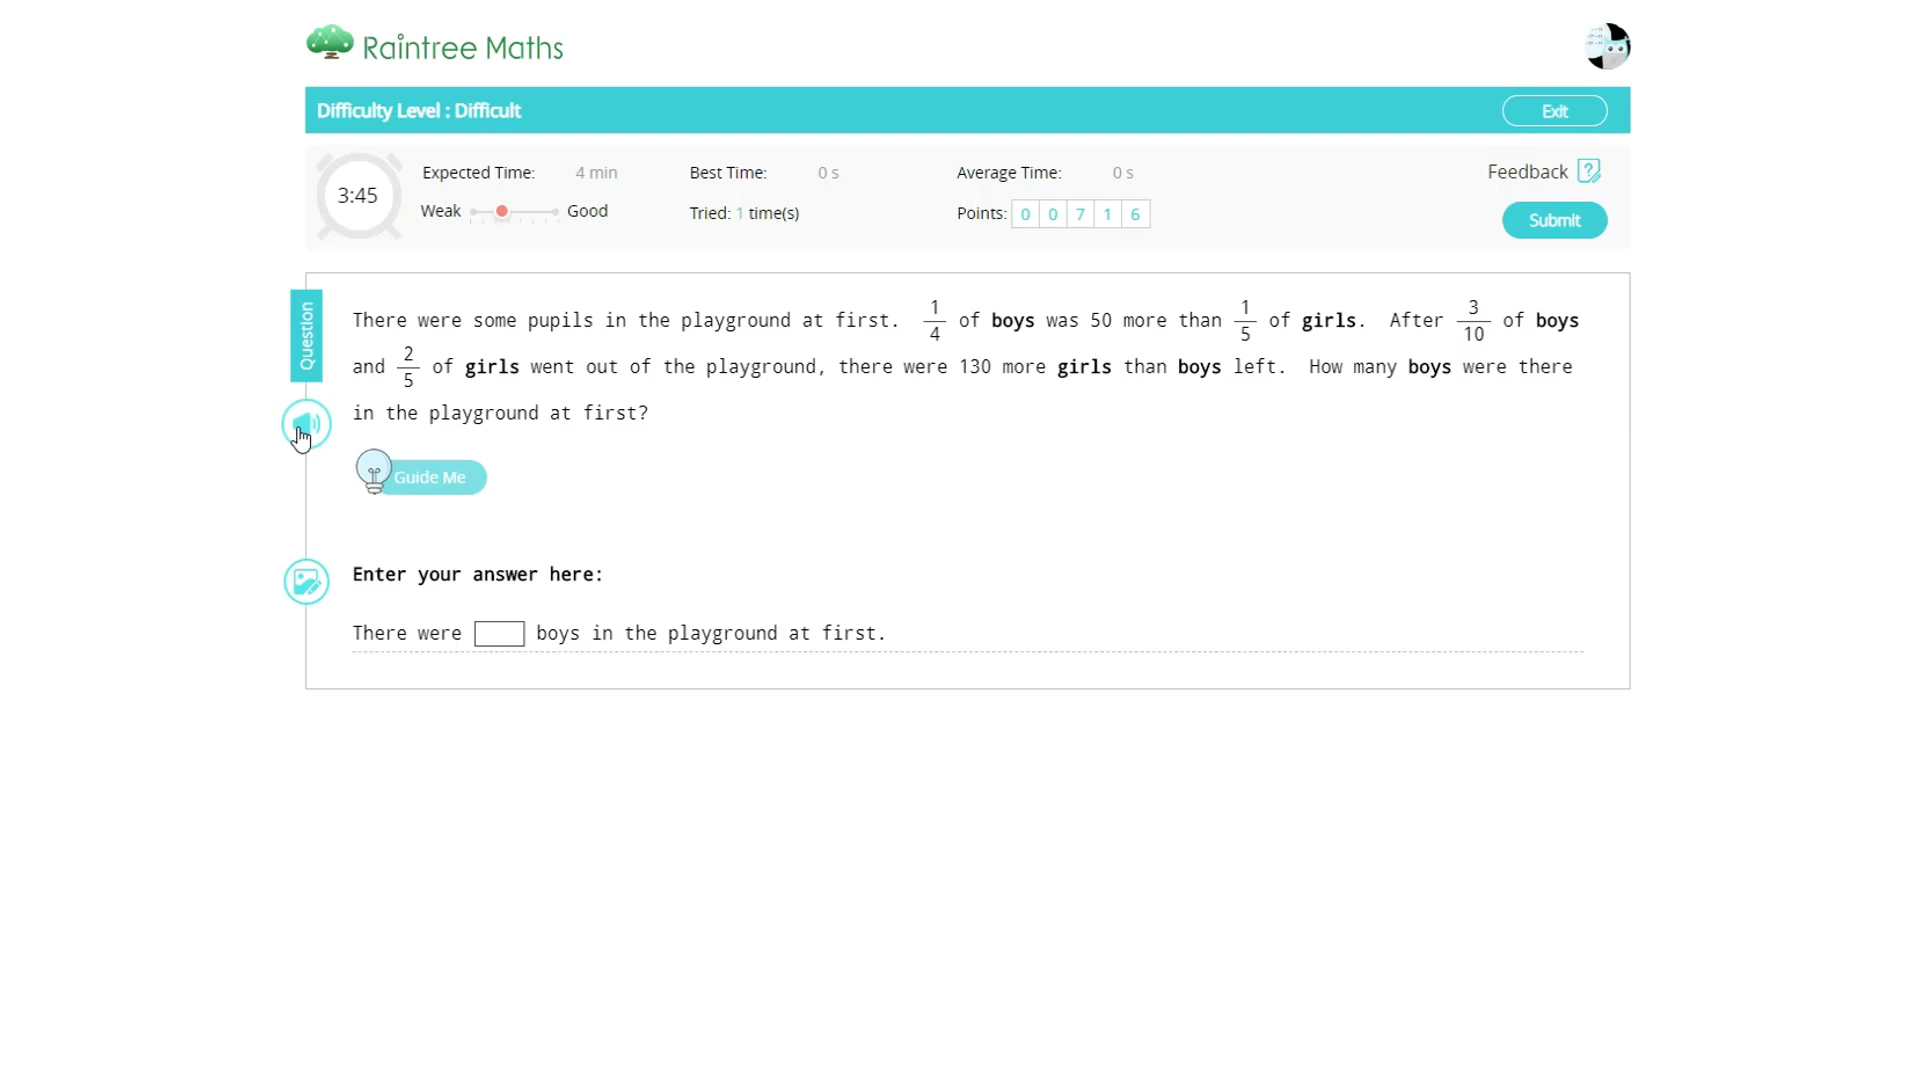 Raintree Maths
Difficulty Level : Difficult
Exit
3:45
Expected Time: 4 min
Best Time: 0 s
Average Time: 0 s
Feedback
Weak Good
Tried: 1 time(s)
Points: 0 0 7 1 6
Submit
Question
There were some pupils in the playground at first. 1/4 of boys was 50 more than 1/5 of girls. After 3/10 of boys
and 2/5 of girls went out of the playground, there were 130 more girls than boys left. How many boys were there
in the playground at first?
Guide Me
Enter your answer here:
There were boys in the playground at first.